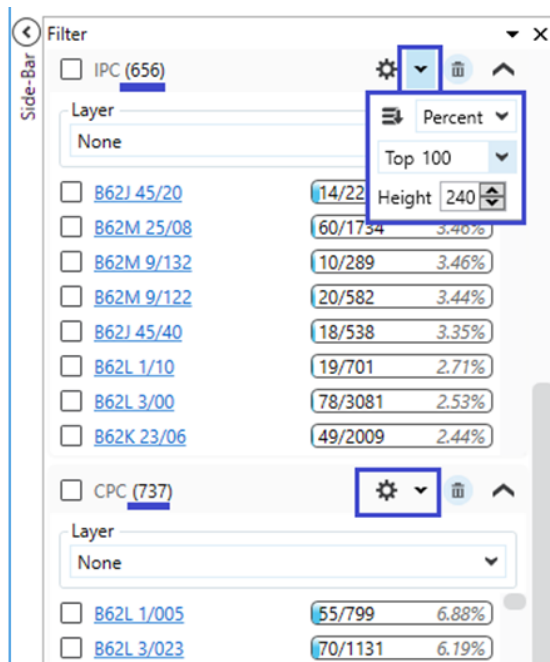 Filter
Side-Bar
IPC (656)
Layer
None
Percent
Top 100
Height 240
B62J 45/20 14/22
B62M 25/08 60/1734 3.46%
B62M 9/132 10/289 3.46%
B62M 9/122 20/582 3.44%
B62J 45/40 18/538 3.35%
B62L 1/10 19/701 2.71%
B62L 3/00 78/3081 2.53%
B62K 23/06 49/2009 2.44%
CPC (737)
Layer
None
B62L 1/005 55/799 6.88%
B62L 3/023 70/1131 6.19%